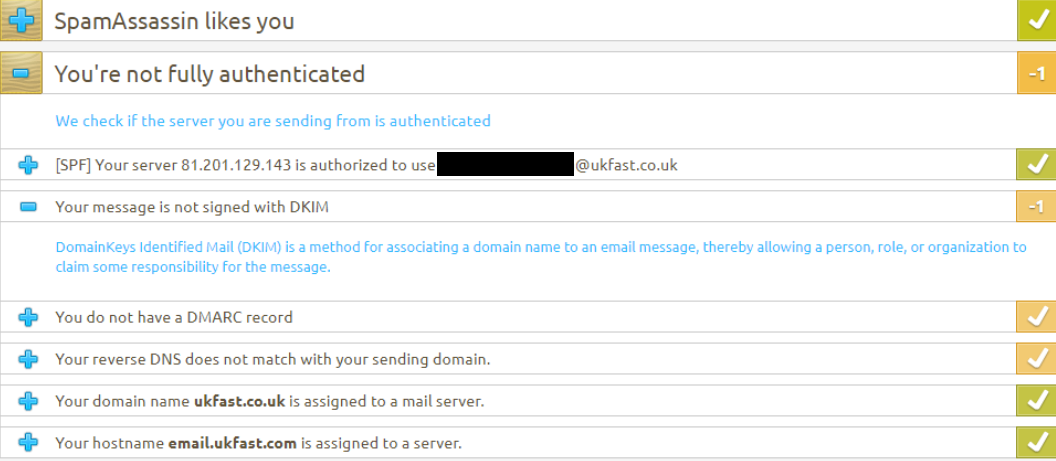 SpamAssassin likes you
You're not fully authenticated
-1
We check if the server you are sending from is authenticated
[SPF] Your server 81.201.129.143 is authorized to use @ukfast.co.uk
Your message is not signed with DKIM
-1
DomainKeys Identified Mail (DKIM) is a method for associating a domain name to an email message, thereby allowing a person, role, or organization to
claim some responsibility for the message.
You do not have a DMARC record
Your reverse DNS does not match with your sending domain.
Your domain name ukfast.co.uk is assigned to a mail server.
Your hostname email.ukfast.com is assigned to a server.